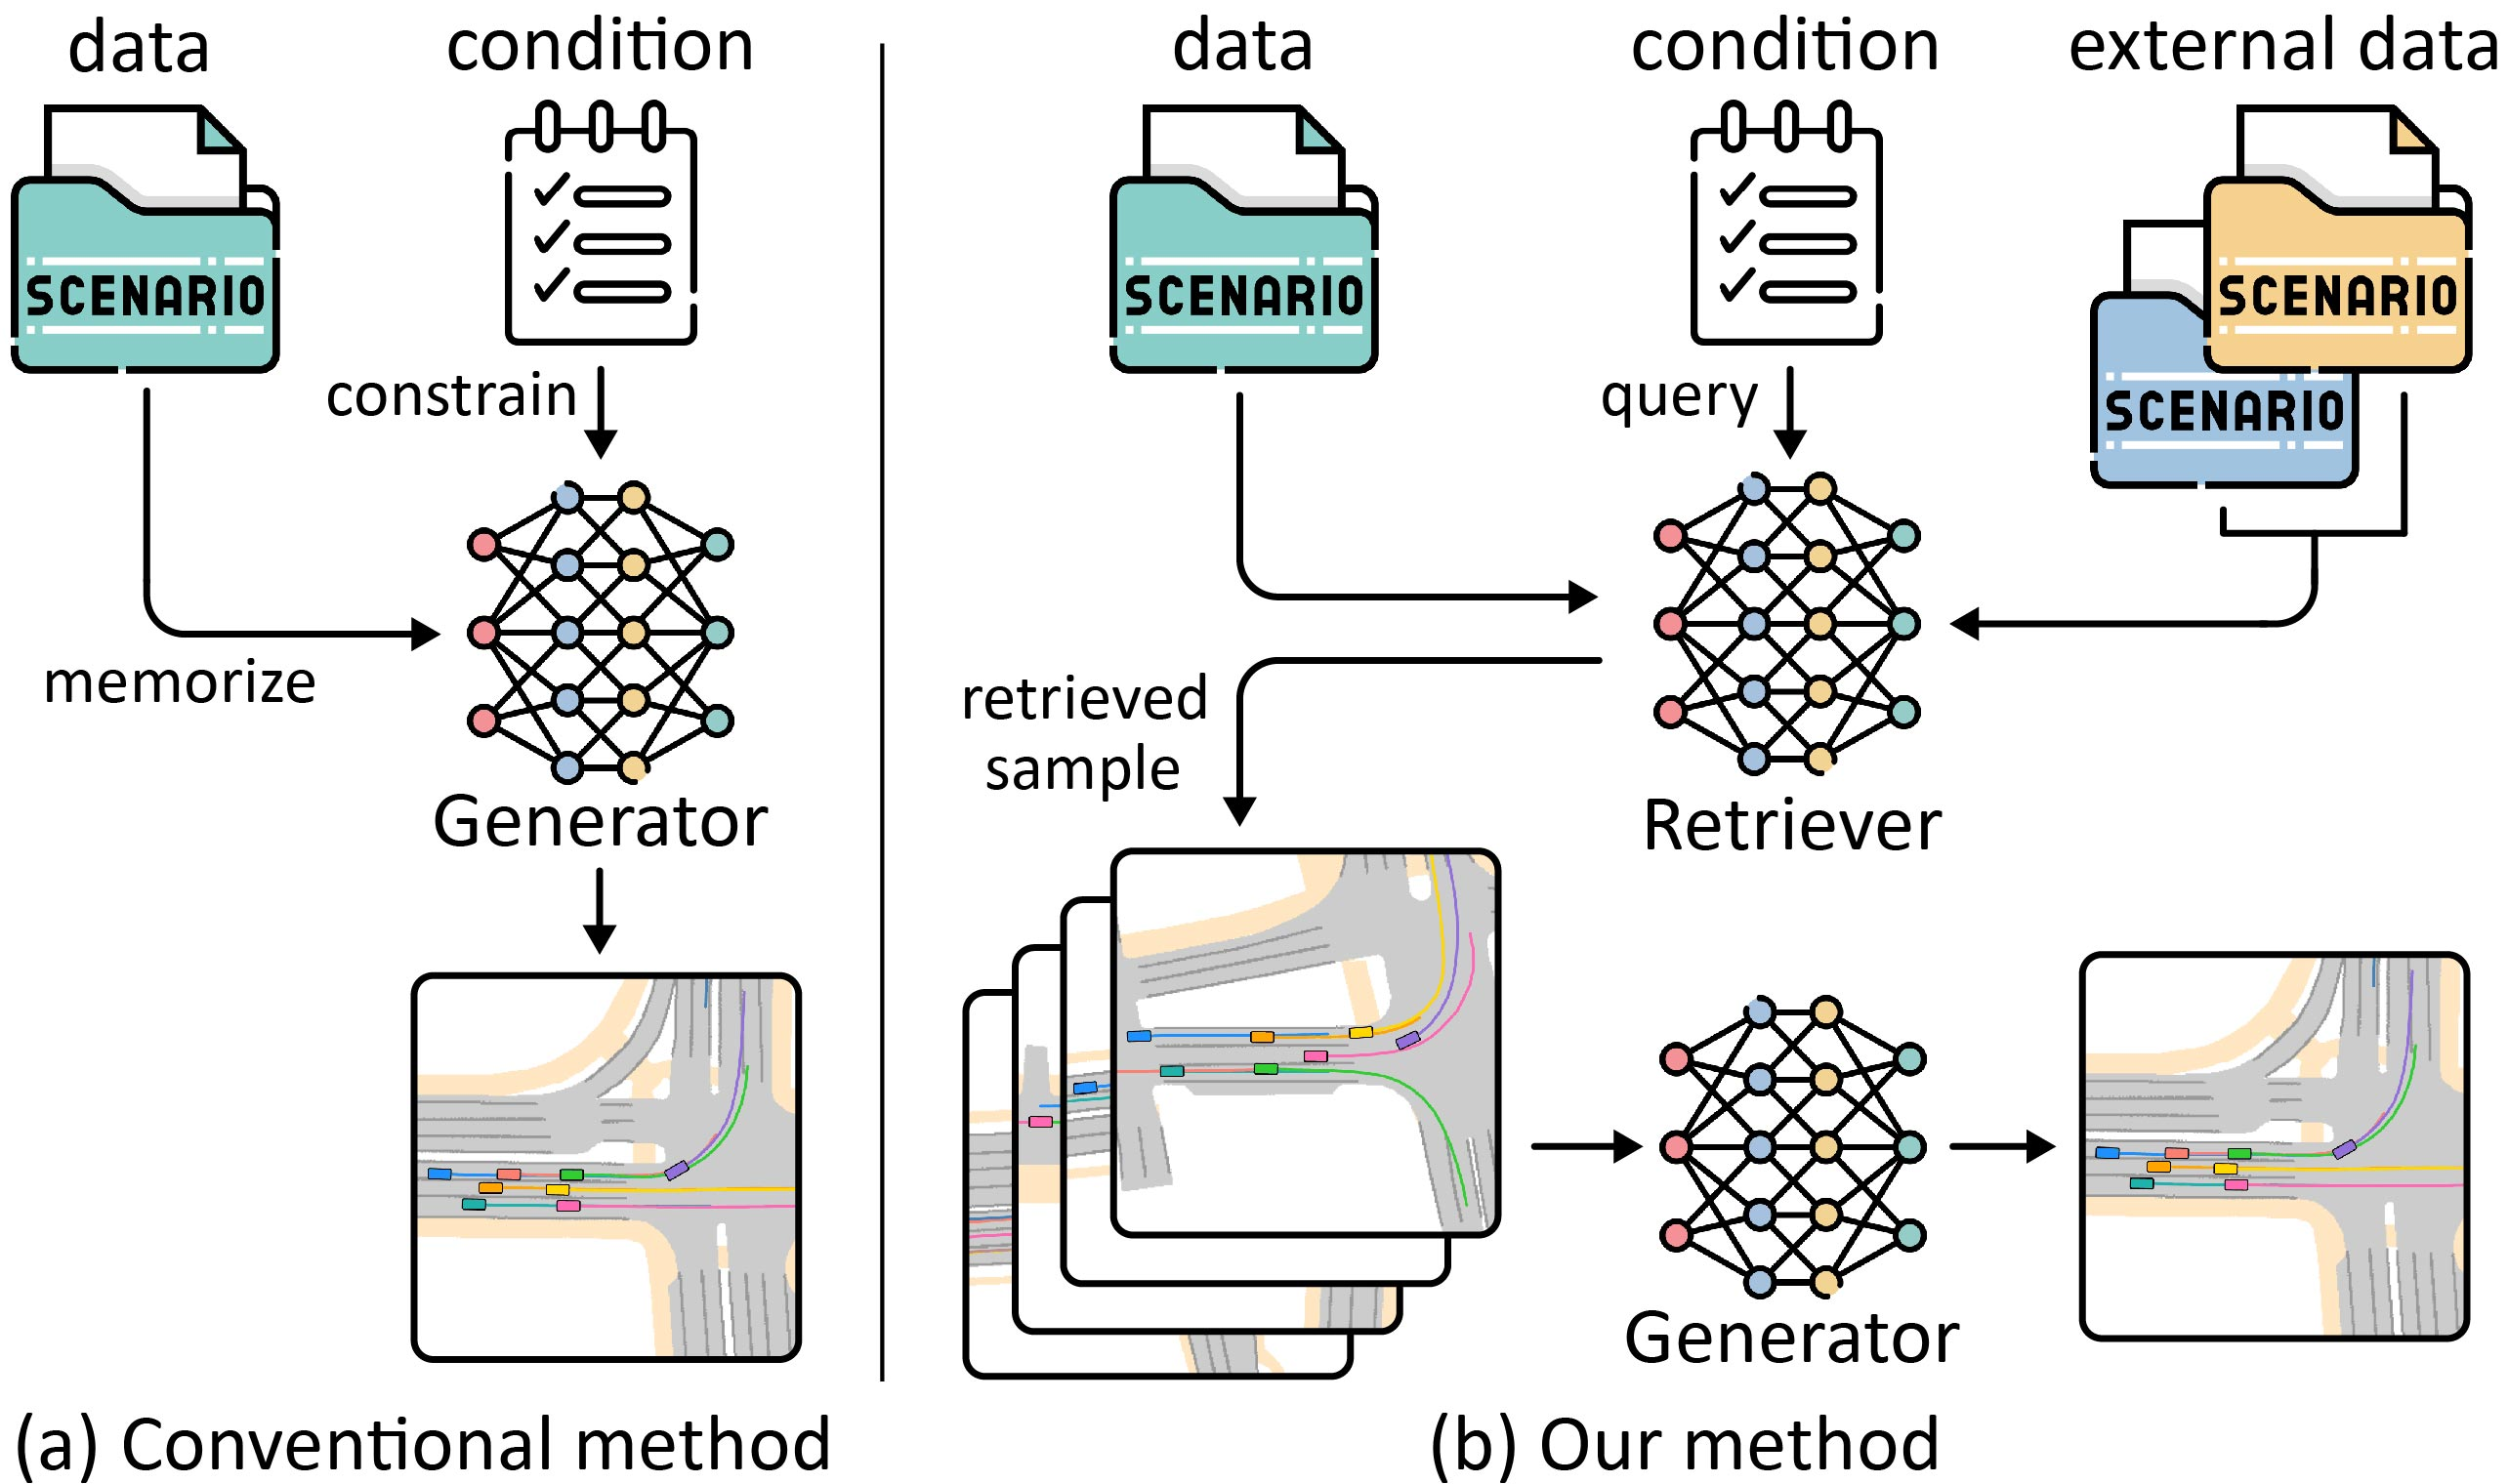 data
condition
SCENARIO
constrain
memorize
Generator
(a) Conventional method
data
condition
external data
SCENARIO
SCENARIO
SCENARIO
query
retrieved
sample
Retriever
Generator
(b) Our method